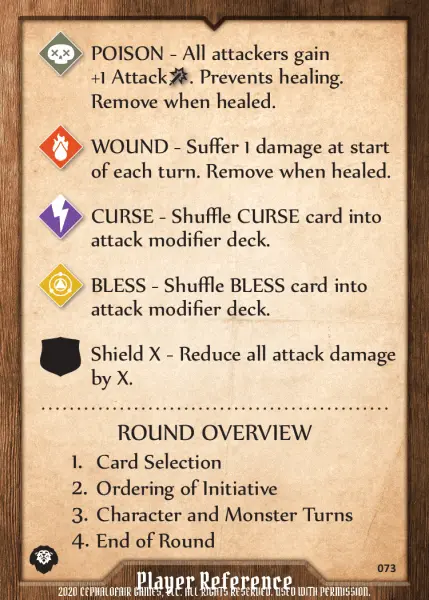 POISON - All attackers gain
+1 Attack. Prevents healing.
Remove when healed.
WOUND - Suffer 1 damage at start
of each turn. Remove when healed.
CURSE - Shuffle CURSE card into
attack modifier deck.
BLESS - Shuffle BLESS card into
attack modifier deck.
Shield X - Reduce all attack damage
by X.
ROUND OVERVIEW
1. Card Selection
2. Ordering of Initiative
3. Character and Monster Turns
4. End of Round
073
Player Reference
2020 CEPHALOFAIR GAMES, LLC. ALL RIGHTS RESERVED. USED WITH PERMISSION.